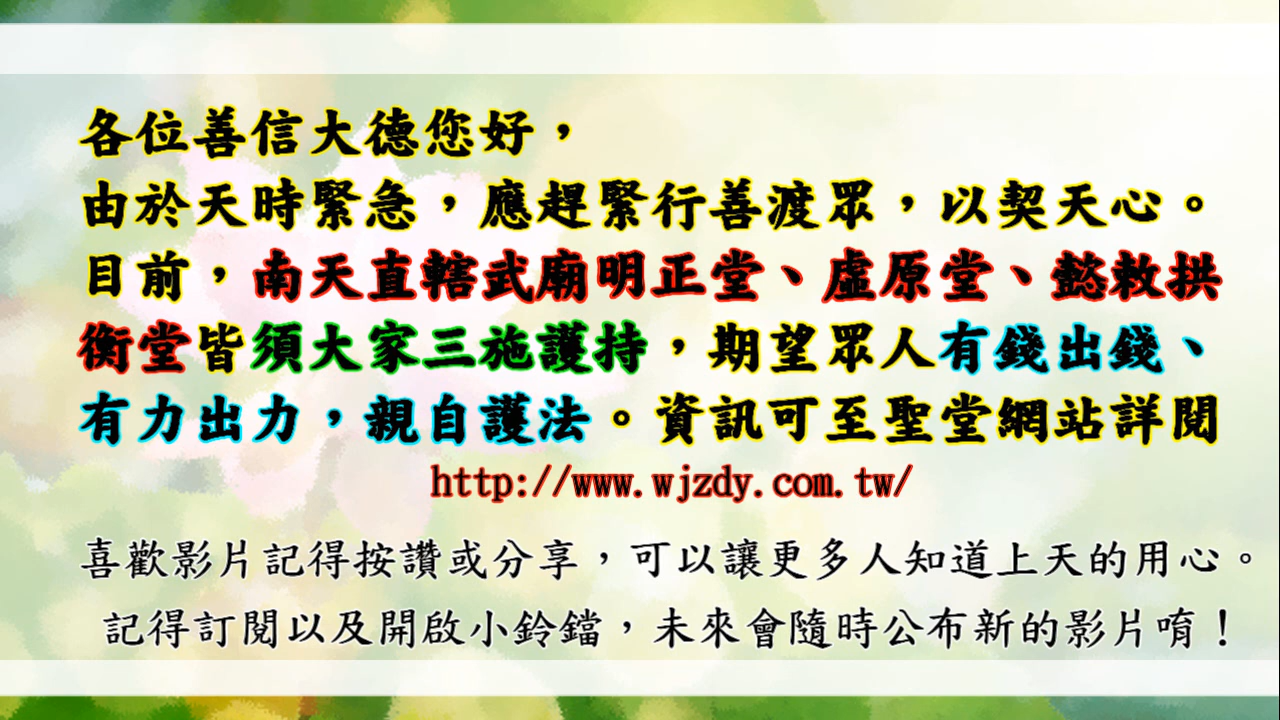 各位善信大德您好，
由於天時緊急，應趕緊行善渡眾，以契天心。
目前，南天直轄武廟明正堂、虛原堂、懿敕拱
衡堂皆須大家三施護持，期望眾人有錢出錢、
有力出力，親自護法。資訊可至聖堂網站詳閱
http://www.wjzdy.com.tw/
喜歡影片記得按讚或分享，可以讓更多人知道上天的用心。
記得訂閱以及開啟小鈴鐺，未來會隨時公布新的影片唷！